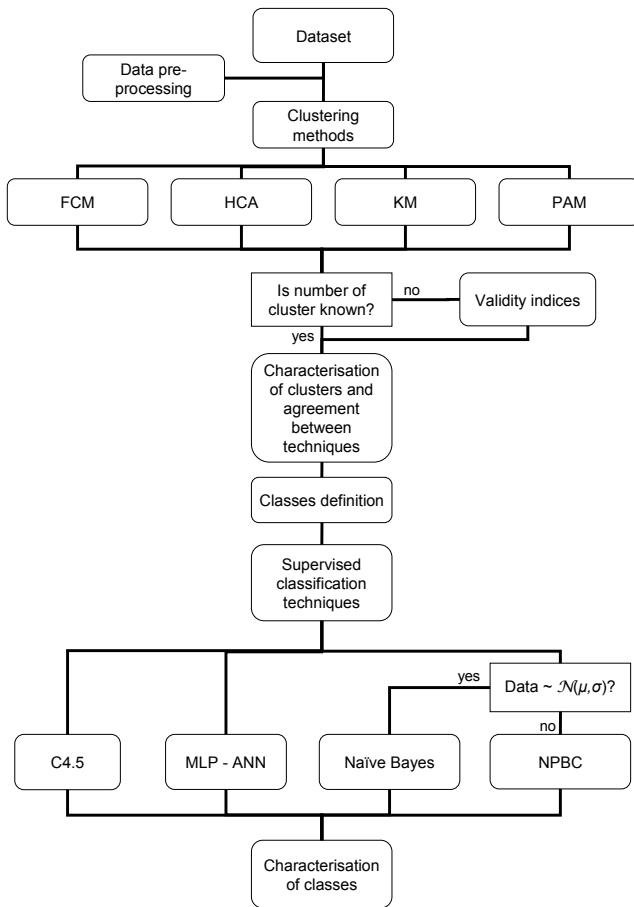 Dataset
Data pre-
processing
Clustering
methods
FCM
HCA
KM
PAM
Is number of
cluster known?
no
Validity indices
yes
Characterisation
of clusters and
agreement
between
techniques
Classes definition
Supervised
classification
techniques
yes
Data ~ 𝒩(μ,σ)?
no
C4.5
MLP - ANN
Naïve Bayes
NPBC
Characterisation
of classes